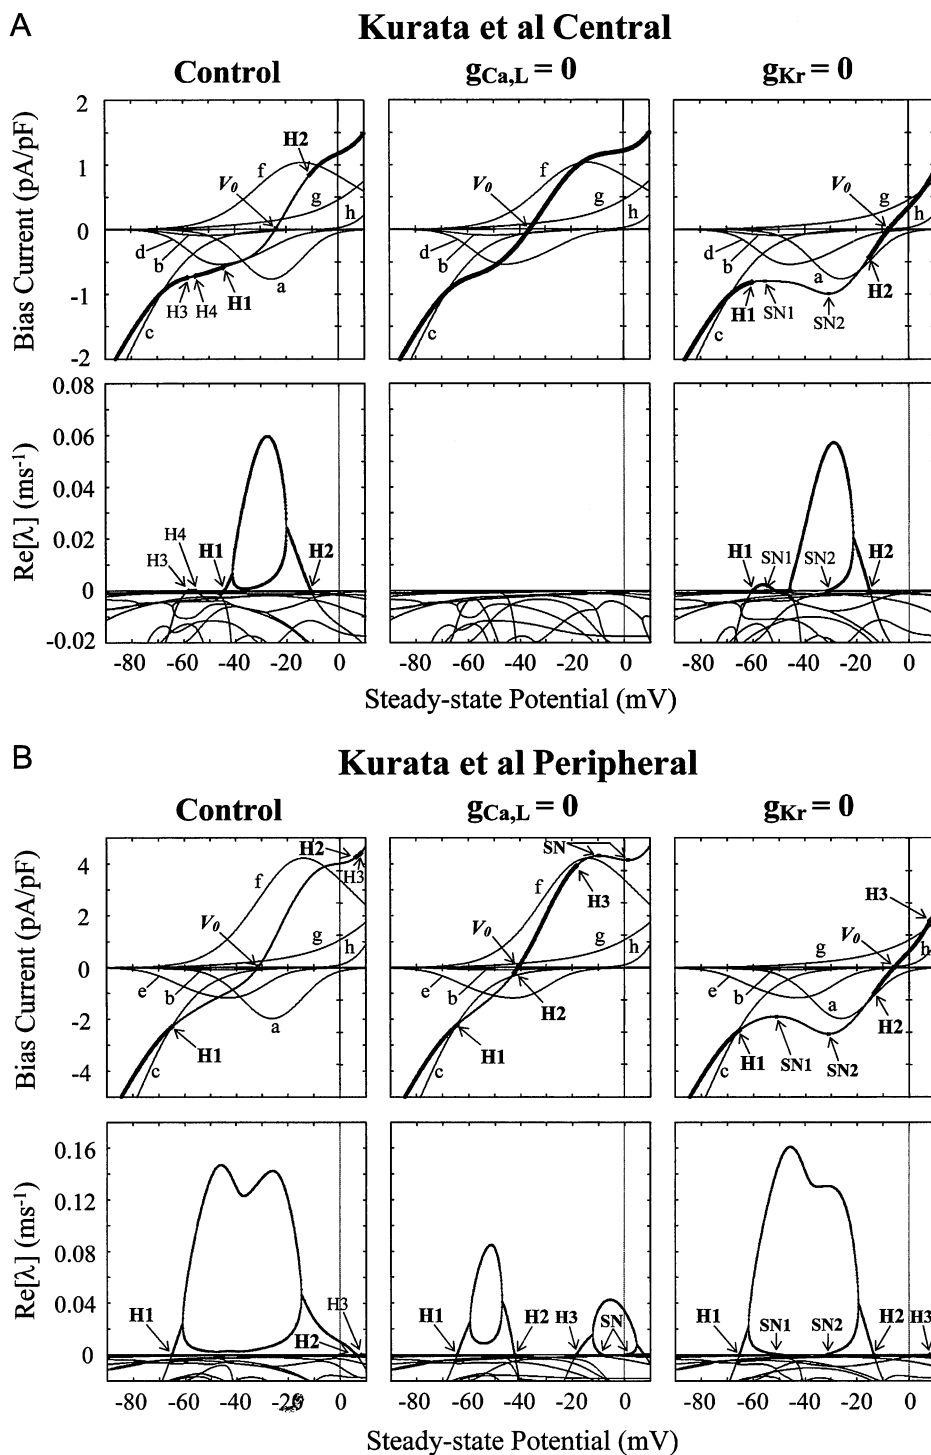 A
Kurata et al Central
Control
gCa,L = 0
gKr = 0
Bias Current (pA/pF)
2
1
0
-1
-2
H2
V0
f
g
h
d
b
a
c
H3
H4
H1
V0
f
g
h
d
b
c
V0
g
h
d
b
a
c
H1
SN1
SN2
H2
Re[λ] (ms-1)
0.08
0.06
0.04
0.02
0
-0.02
H4
H3
H1
H2
H1
SN1
SN2
H2
-80 -60 -40 -20 0
-80 -60 -40 -20 0
-80 -60 -40 -20 0
Steady-state Potential (mV)
B
Kurata et al Peripheral
Control
gCa,L = 0
gKr = 0
Bias Current (pA/pF)
4
2
0
-2
-4
H2
H3
f
V0
g
h
e
b
a
H1
c
SN
f
H3
V0
g
h
e
b
H2
H1
c
H3
V0
g
h
e
b
a
H2
H1
SN1
SN2
c
Re[λ] (ms-1)
0.16
0.12
0.08
0.04
0
H1
H3
H2
H1
H2
H3
SN
H1
SN1
SN2
H2
H3
-80 -60 -40 -20 0
-80 -60 -40 -20 0
-80 -60 -40 -20 0
Steady-state Potential (mV)